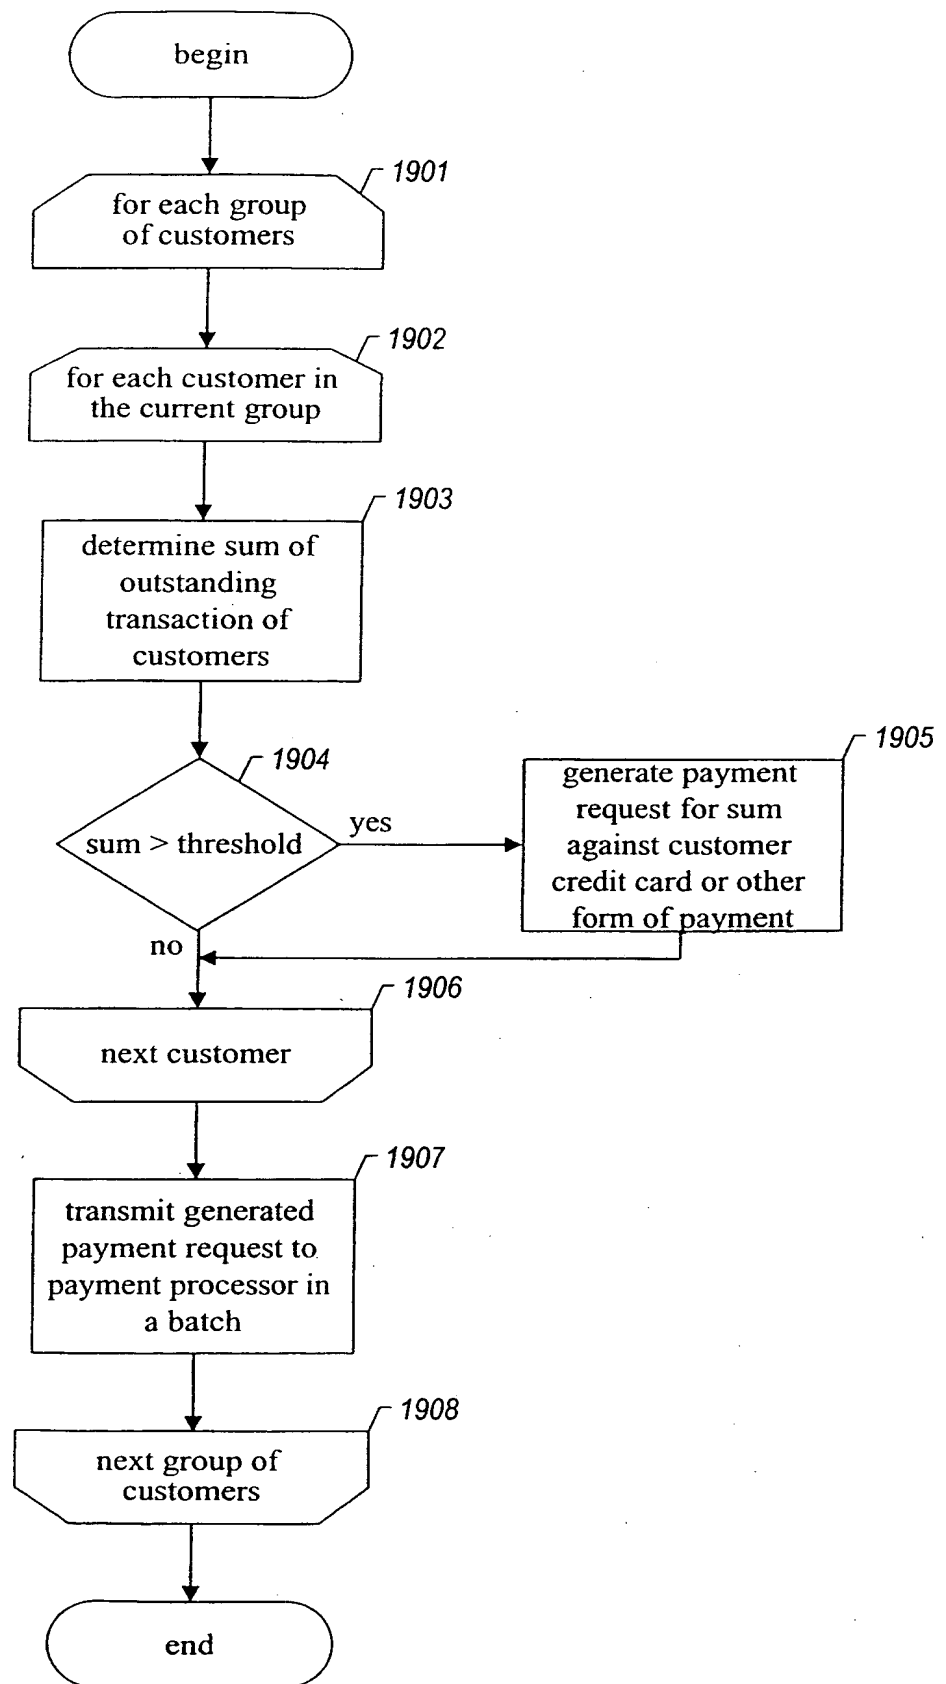 begin
1901
for each group
of customers
1902
for each customer in
the current group
1903
determine sum of
outstanding
transaction of
customers
1904
sum > threshold
yes
1905
generate payment
request for sum
against customer
credit card or other
form of payment
no
1906
next customer
1907
transmit generated
payment request to
payment processor in
a batch
1908
next group of
customers
end